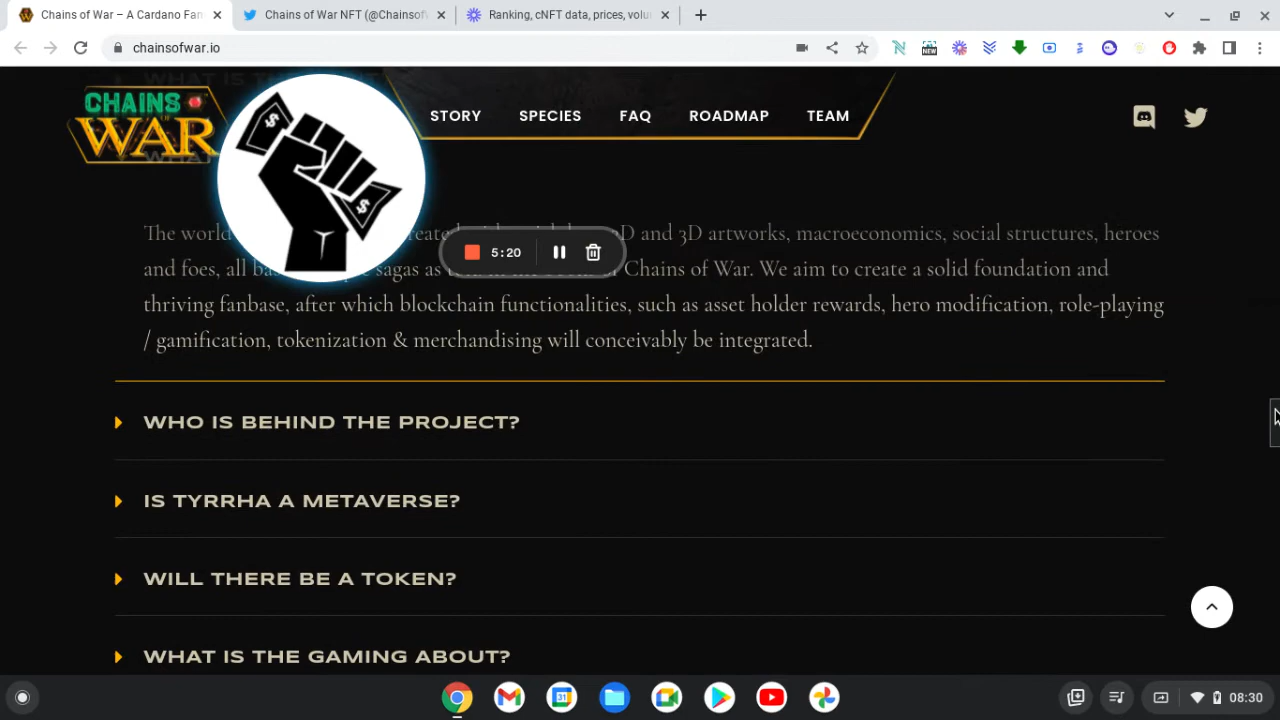 Chains of War – A Cardano Fan
Chains of War NFT (@Chainsof
Ranking, cNFT data, prices, volu
chainsofwar.io
NEW
CHAINS
WAR
STORY
SPECIES
FAQ
ROADMAP
TEAM
$
$
5:20
The world
D and 3D artworks, macroeconomics, social structures, heroes
and foes, all
sagas as
Chains of War. We aim to create a solid foundation and
thriving fanbase, after which blockchain functionalities, such as asset holder rewards, hero modification, role-playing
/ gamification, tokenization & merchandising will conceivably be integrated.
WHO IS BEHIND THE PROJECT?
IS TYRRHA A METAVERSE?
WILL THERE BE A TOKEN?
WHAT IS THE GAMING ABOUT?
31
08:30